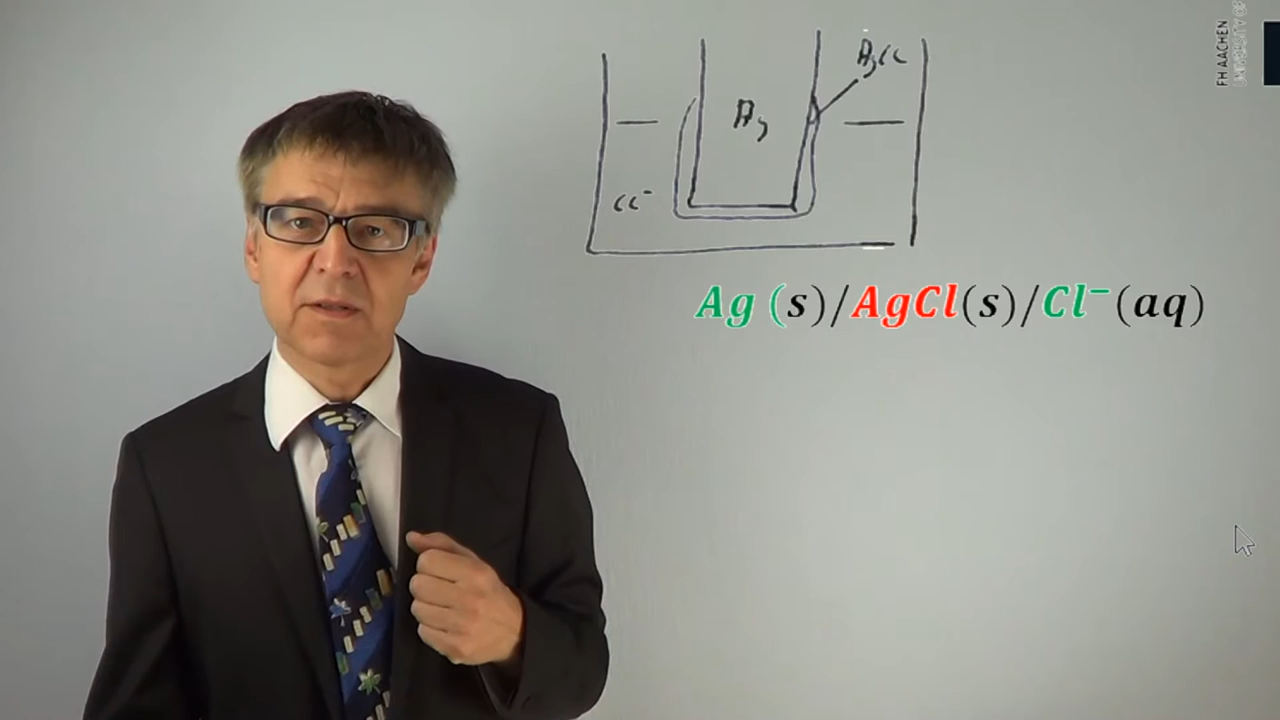 AgCl
Ag
Cl⁻
Ag (s)/AgCl(s)/Cl⁻(aq)
FH AACHEN